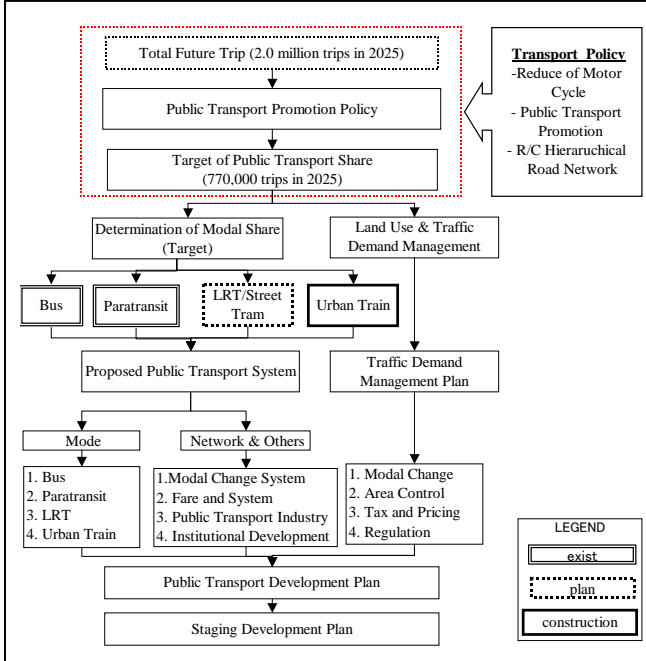 Total Future Trip (2.0 million trips in 2025)
Public Transport Promotion Policy
Target of Public Transport Share
(770,000 trips in 2025)
Transport Policy
-Reduce of Motor
Cycle
- Public Transport
Promotion
- R/C Hieraruchical
Road Network
Determination of Modal Share
(Target)
Land Use & Traffic
Demand Management
Bus
Paratransit
LRT/Street
Tram
Urban Train
Proposed Public Transport System
Traffic Demand
Management Plan
Mode
Network & Others
1. Bus
2. Paratransit
3. LRT
4. Urban Train
1.Modal Change System
2. Fare and System
3. Public Transport Industry
4. Institutional Development
1. Modal Change
2. Area Control
3. Tax and Pricing
4. Regulation
Public Transport Development Plan
Staging Development Plan
LEGEND
exist
plan
construction